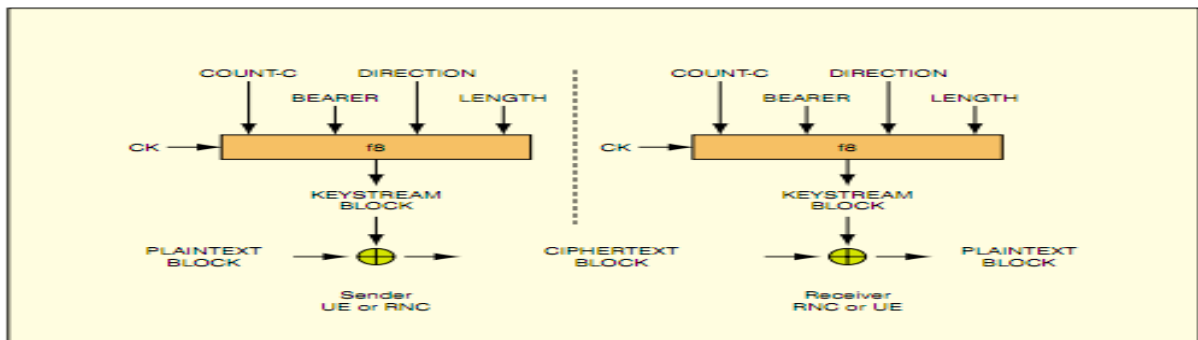 COUNT-C DIRECTION
BEARER LENGTH
CK
f8
KEYSTREAM
BLOCK
PLAINTEXT
BLOCK
Sender
UE or RNC
CIPHERTEXT
BLOCK
COUNT-C DIRECTION
BEARER LENGTH
CK
f8
KEYSTREAM
BLOCK
PLAINTEXT
BLOCK
Receiver
RNC or UE